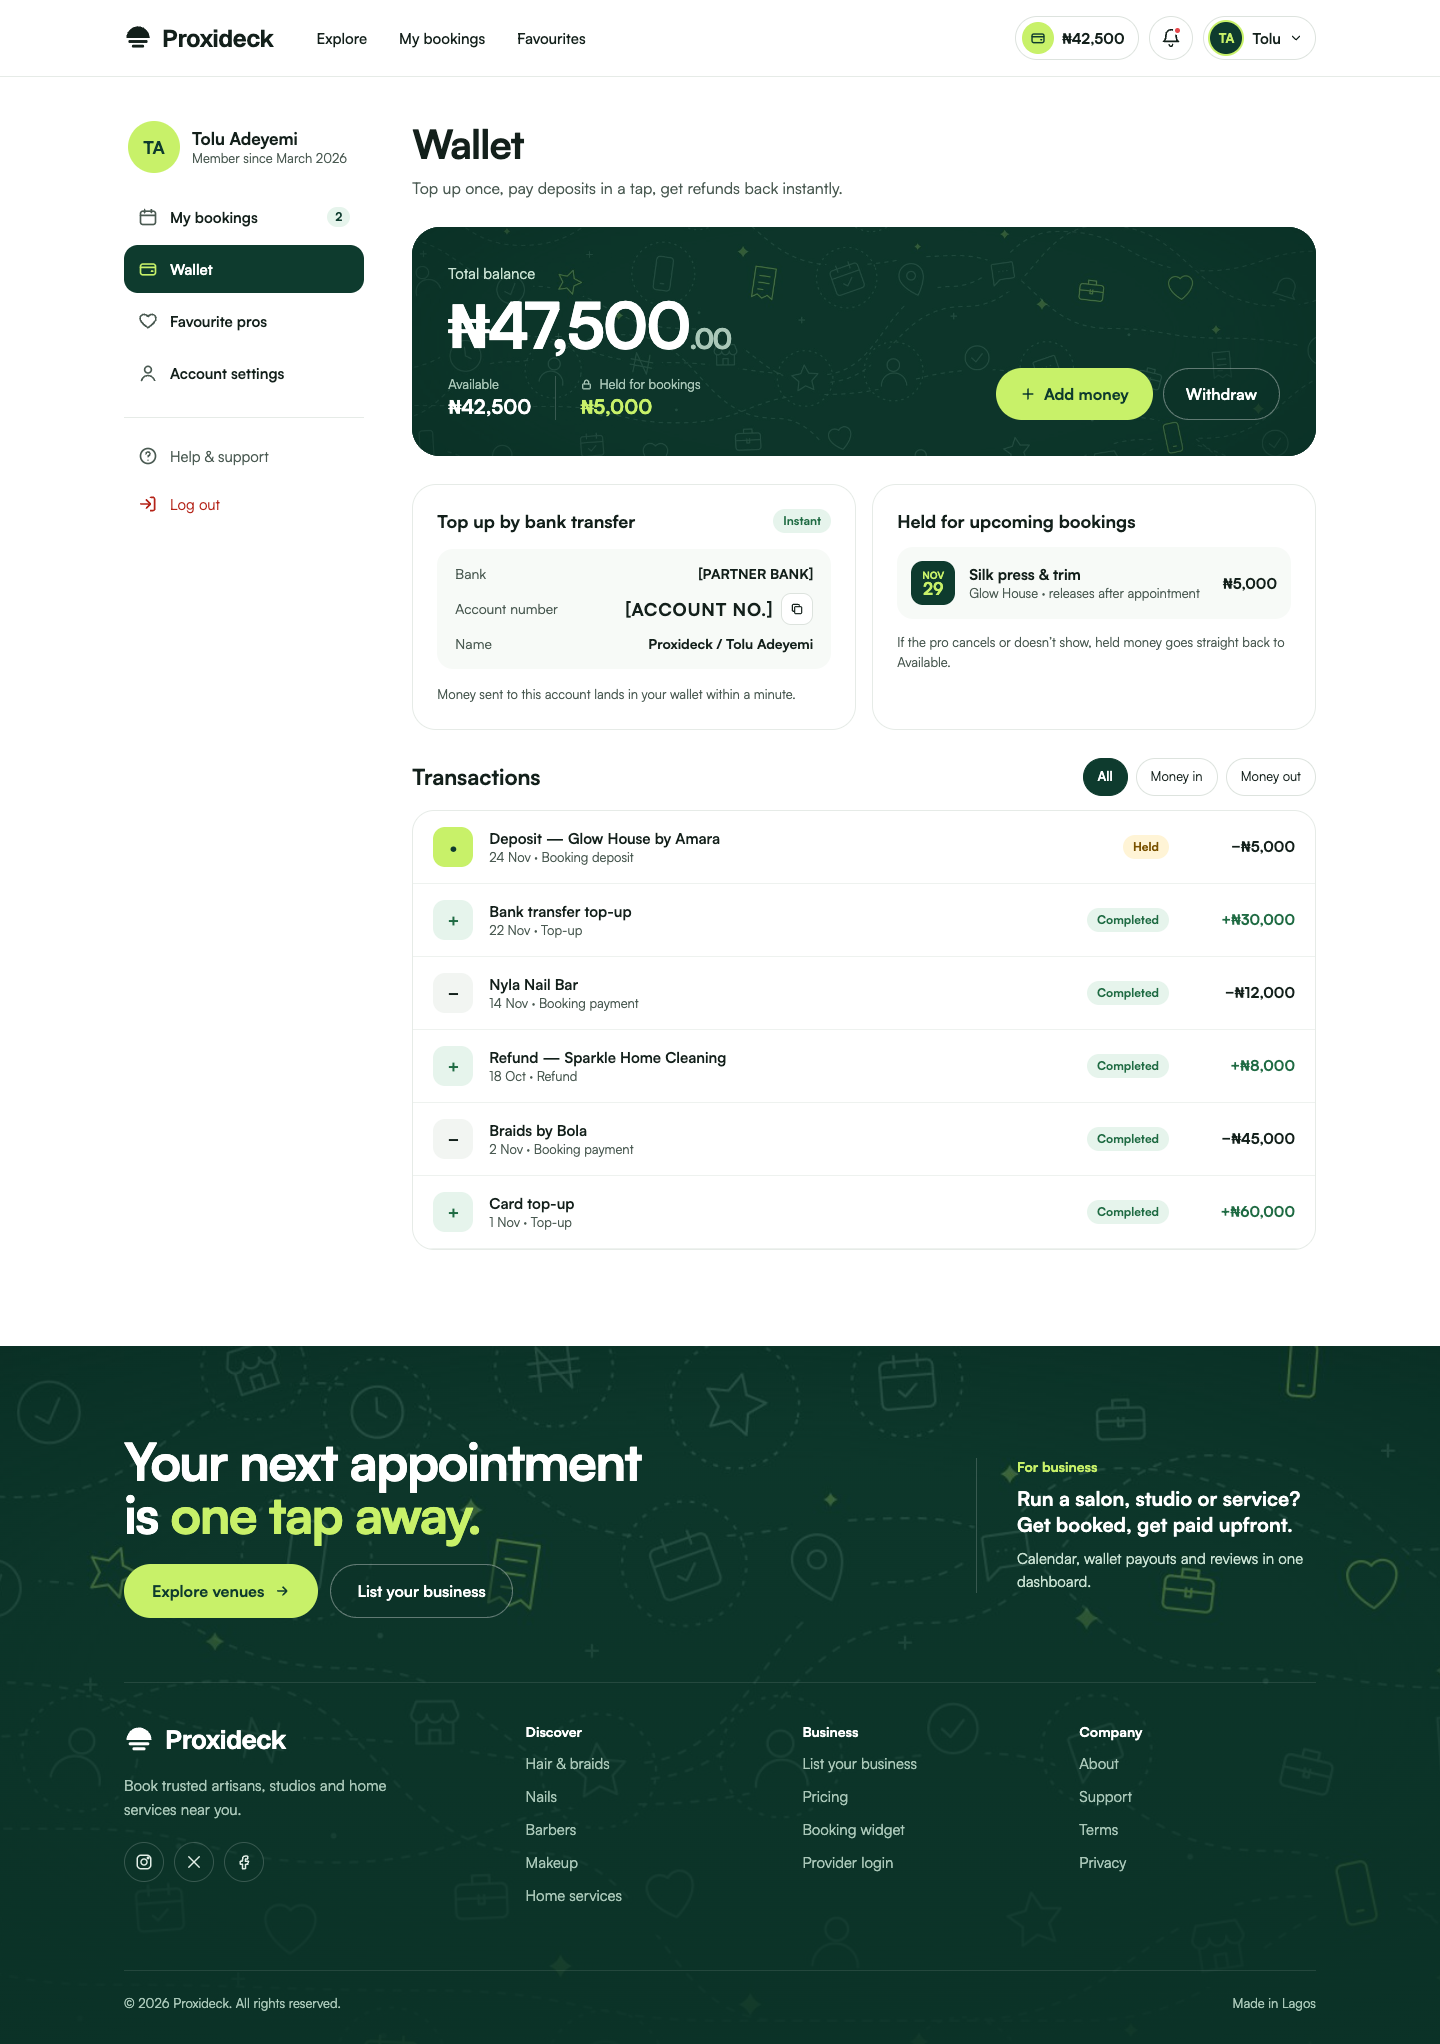 Proxideck
Explore
My bookings
Favourites
₦42,500
TA
Tolu
TA
Tolu Adeyemi
Member since March 2026
My bookings
2
Wallet
Favourite pros
Account settings
Help & support
Log out
Wallet
Top up once, pay deposits in a tap, get refunds back instantly.
Total balance
₦47,500.00
Available
₦42,500
Held for bookings
₦5,000
+ Add money
Withdraw
Top up by bank transfer
Instant
Bank
[PARTNER BANK]
Account number
[ACCOUNT NO.]
Name
Proxideck / Tolu Adeyemi
Money sent to this account lands in your wallet within a minute.
Held for upcoming bookings
NOV
29
Silk press & trim
Glow House · releases after appointment
₦5,000
If the pro cancels or doesn’t show, held money goes straight back to
Available.
Transactions
All
Money in
Money out
Deposit — Glow House by Amara
24 Nov · Booking deposit
Held
−₦5,000
+
Bank transfer top-up
22 Nov · Top-up
Completed
+₦30,000
−
Nyla Nail Bar
14 Nov · Booking payment
Completed
−₦12,000
+
Refund — Sparkle Home Cleaning
18 Oct · Refund
Completed
+₦8,000
−
Braids by Bola
2 Nov · Booking payment
Completed
−₦45,000
+
Card top-up
1 Nov · Top-up
Completed
+₦60,000
Your next appointment
is one tap away.
Explore venues →
List your business
For business
Run a salon, studio or service?
Get booked, get paid upfront.
Calendar, wallet payouts and reviews in one
dashboard.
Proxideck
Book trusted artisans, studios and home
services near you.
Discover
Hair & braids
Nails
Barbers
Makeup
Home services
Business
List your business
Pricing
Booking widget
Provider login
Company
About
Support
Terms
Privacy
© 2026 Proxideck. All rights reserved.
Made in Lagos